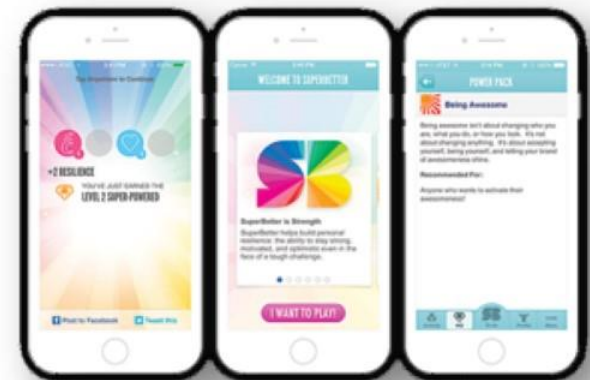 Tap Anywhere to Continue
+2 RESILIENCE
YOU'VE JUST EARNED THE
LEVEL 2 SUPER-POWERED
Post to Facebook
Tweet this
WELCOME TO SUPERBETTER
SB
SuperBetter is Strength
SuperBetter helps build personal
resilience: the ability to stay strong,
motivated, and optimistic even in the
face of a tough challenge.
I WANT TO PLAY!
POWER PACK
Being Awesome
Being awesome isn't about changing who you
are, what you do, or how you look. It's not
about changing anything. It's about accepting
yourself, being yourself, and letting your brand
of awesomeness shine.
Recommended For:
Anyone who wants to activate their
awesomeness!